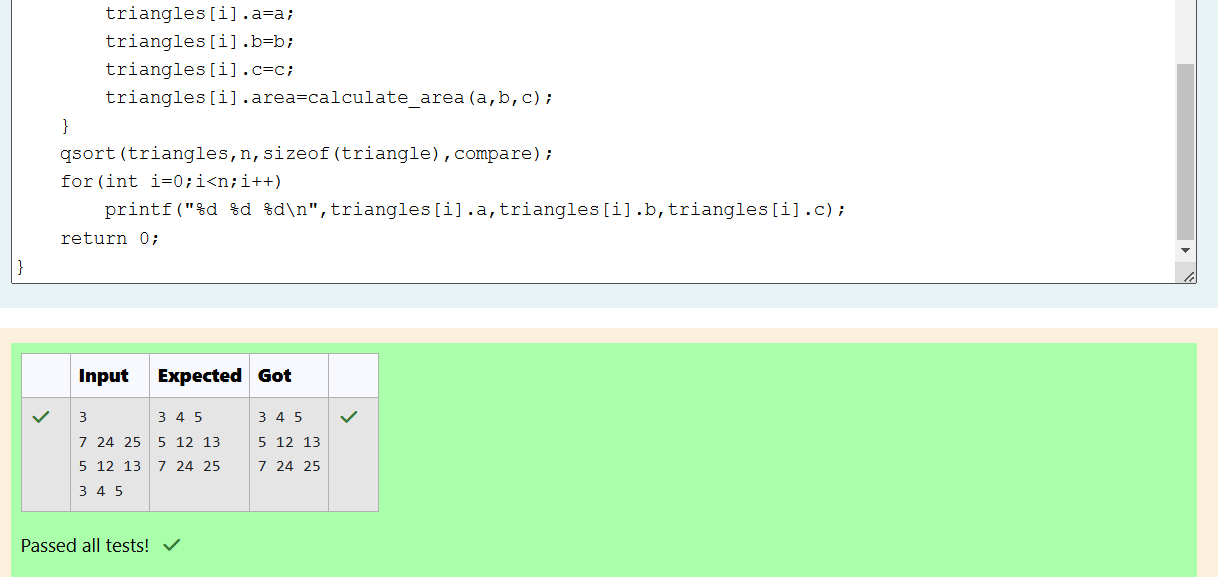 triangles[i].a=a;
triangles[i].b=b;
triangles[i].c=c;
triangles[i].area=calculate_area(a,b,c);
}
qsort(triangles,n,sizeof(triangle),compare);
for(int i=0;i<n;i++)
printf("%d %d %d\n",triangles[i].a,triangles[i].b,triangles[i].c);
return 0;
}
Input Expected Got
3 3 4 5 3 4 5
7 24 25 5 12 13 5 12 13
5 12 13 7 24 25 7 24 25
3 4 5
Passed all tests!